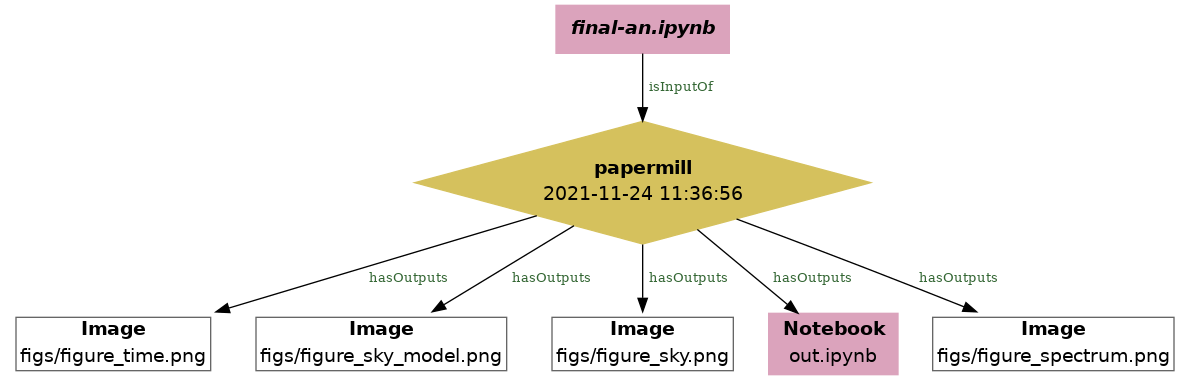 final-an.ipynb
isInputOf
papermill
2021-11-24 11:36:56
hasOutputs
hasOutputs
hasOutputs
hasOutputs
hasOutputs
Image
figs/figure_time.png
Image
figs/figure_sky_model.png
Image
figs/figure_sky.png
Notebook
out.ipynb
Image
figs/figure_spectrum.png